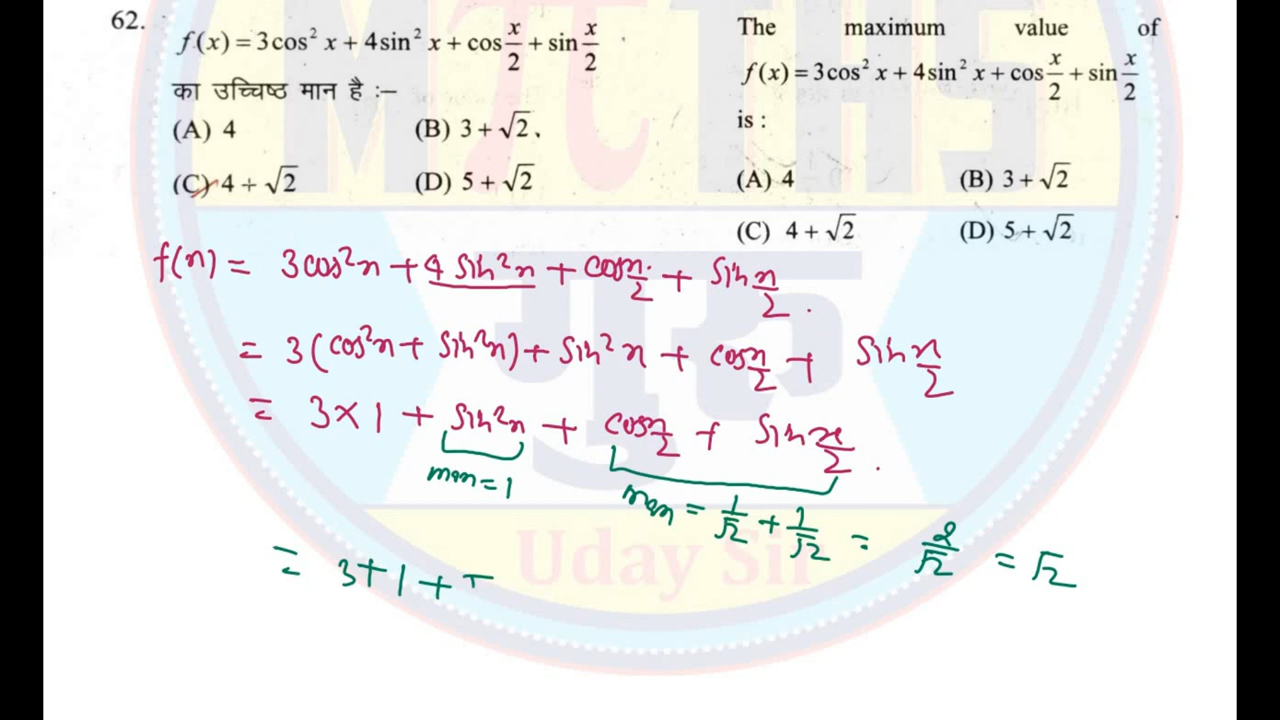 62.
f(x) = 3cos² x + 4sin² x + cos x/2 + sin x/2
का उच्चिष्ठ मान है :–
(A) 4 (B) 3 + √2
(C) 4 + √2 (D) 5 + √2
The maximum value of
f(x) = 3cos² x + 4sin² x + cos x/2 + sin x/2
is :
(A) 4 (B) 3 + √2
(C) 4 + √2 (D) 5 + √2
f(x) = 3cos²x + 4 sin²x + cos x/2 + sin x/2.
= 3(cos²x + sin²x) + sin²x + cos x/2 + sin x/2
= 3×1 + sin²x + cos x/2 + sin x/2.
max = 1
max = 1/√2 + 1/√2 = 2/√2 = √2
= 3+1+
MATHS
गुरु
Uday Sir